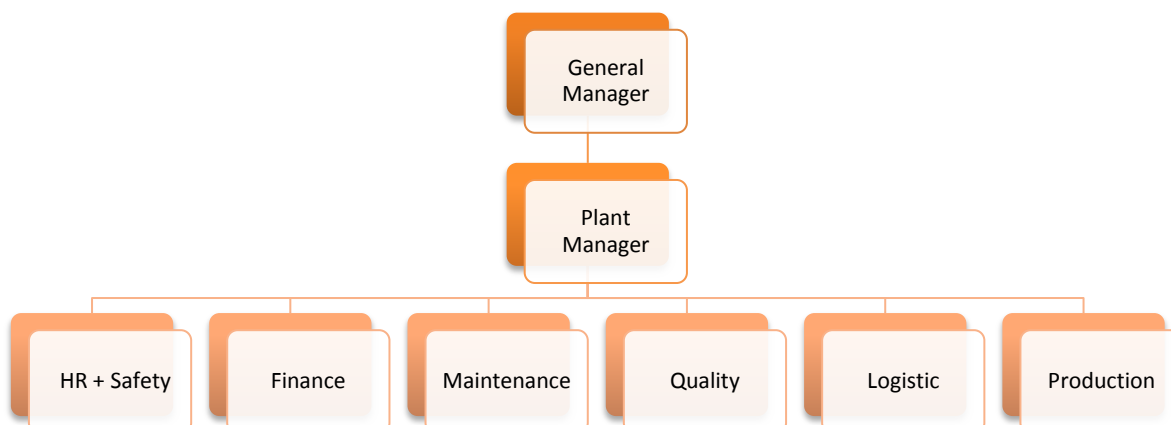 General
Manager
Plant
Manager
HR + Safety
Finance
Maintenance
Quality
Logistic
Production